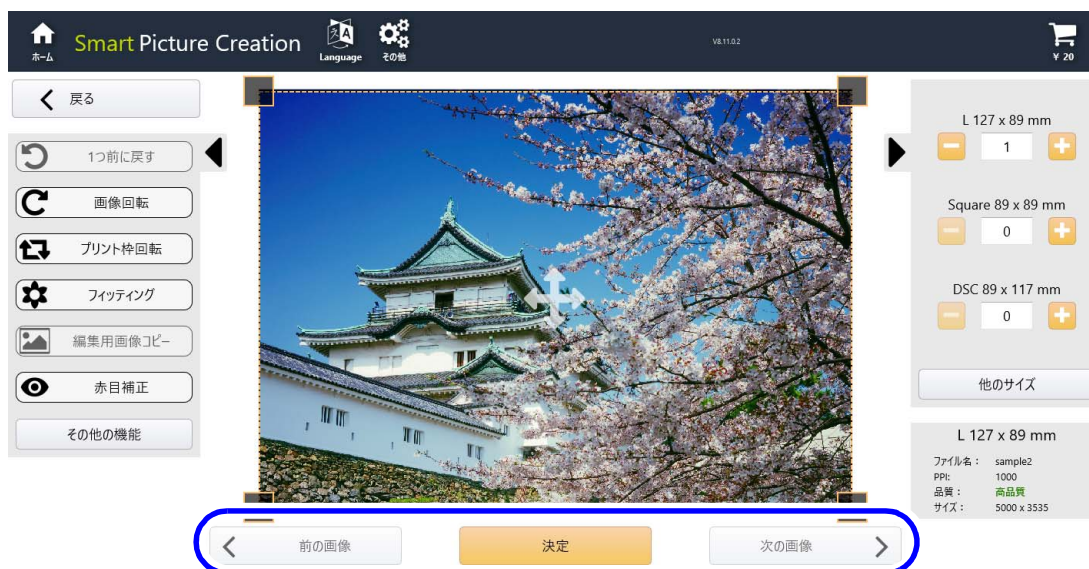 Smart Picture Creation
ホーム
Language
その他
V8.11.0.2
¥ 20
戻る
1つ前に戻す
画像回転
プリント枠回転
フィッティング
編集用画像コピー
赤目補正
その他の機能
L 127 x 89 mm
1
Square 89 x 89 mm
0
DSC 89 x 117 mm
0
他のサイズ
L 127 x 89 mm
ファイル名： sample2
PPI: 1000
品質： 高品質
サイズ： 5000 x 3535
前の画像
決定
次の画像